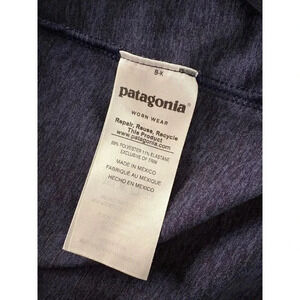 patagonia®
WORN WEAR
Repair, Reuse, Recycle
This Product
www.patagonia.com
89% POLYESTER 11% ELASTANE
EXCLUSIVE OF TRIM
MADE IN MEXICO
FABRIQUÉ AU MEXIQUE
HECHO EN MÉXICO